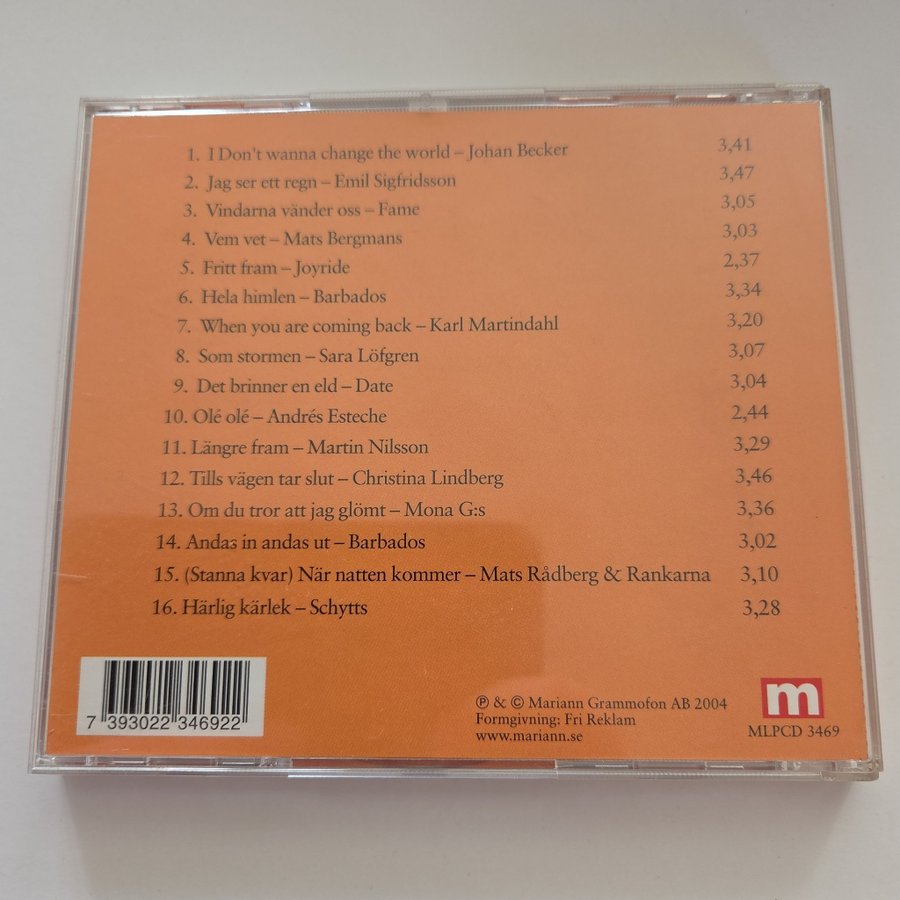 1. I Don't wanna change the world – Johan Becker 3,41
2. Jag ser ett regn – Emil Sigfridsson 3,47
3. Vindarna vänder oss – Fame 3,05
4. Vem vet – Mats Bergmans 3,03
5. Fritt fram – Joyride 2,37
6. Hela himlen – Barbados 3,34
7. When you are coming back – Karl Martindahl 3,20
8. Som stormen – Sara Löfgren 3,07
9. Det brinner en eld – Date 3,04
10. Olé olé – Andrés Esteche 2,44
11. Längre fram – Martin Nilsson 3,29
12. Tills vägen tar slut – Christina Lindberg 3,46
13. Om du tror att jag glömt – Mona G:s 3,36
14. Andas in andas ut – Barbados 3,02
15. (Stanna kvar) När natten kommer – Mats Rådberg & Rankarna 3,10
16. Härlig kärlek – Schytts 3,28
7 393022 346922
℗ & © Mariann Grammofon AB 2004
Formgivning: Fri Reklam
www.mariann.se
m
MLPCD 3469